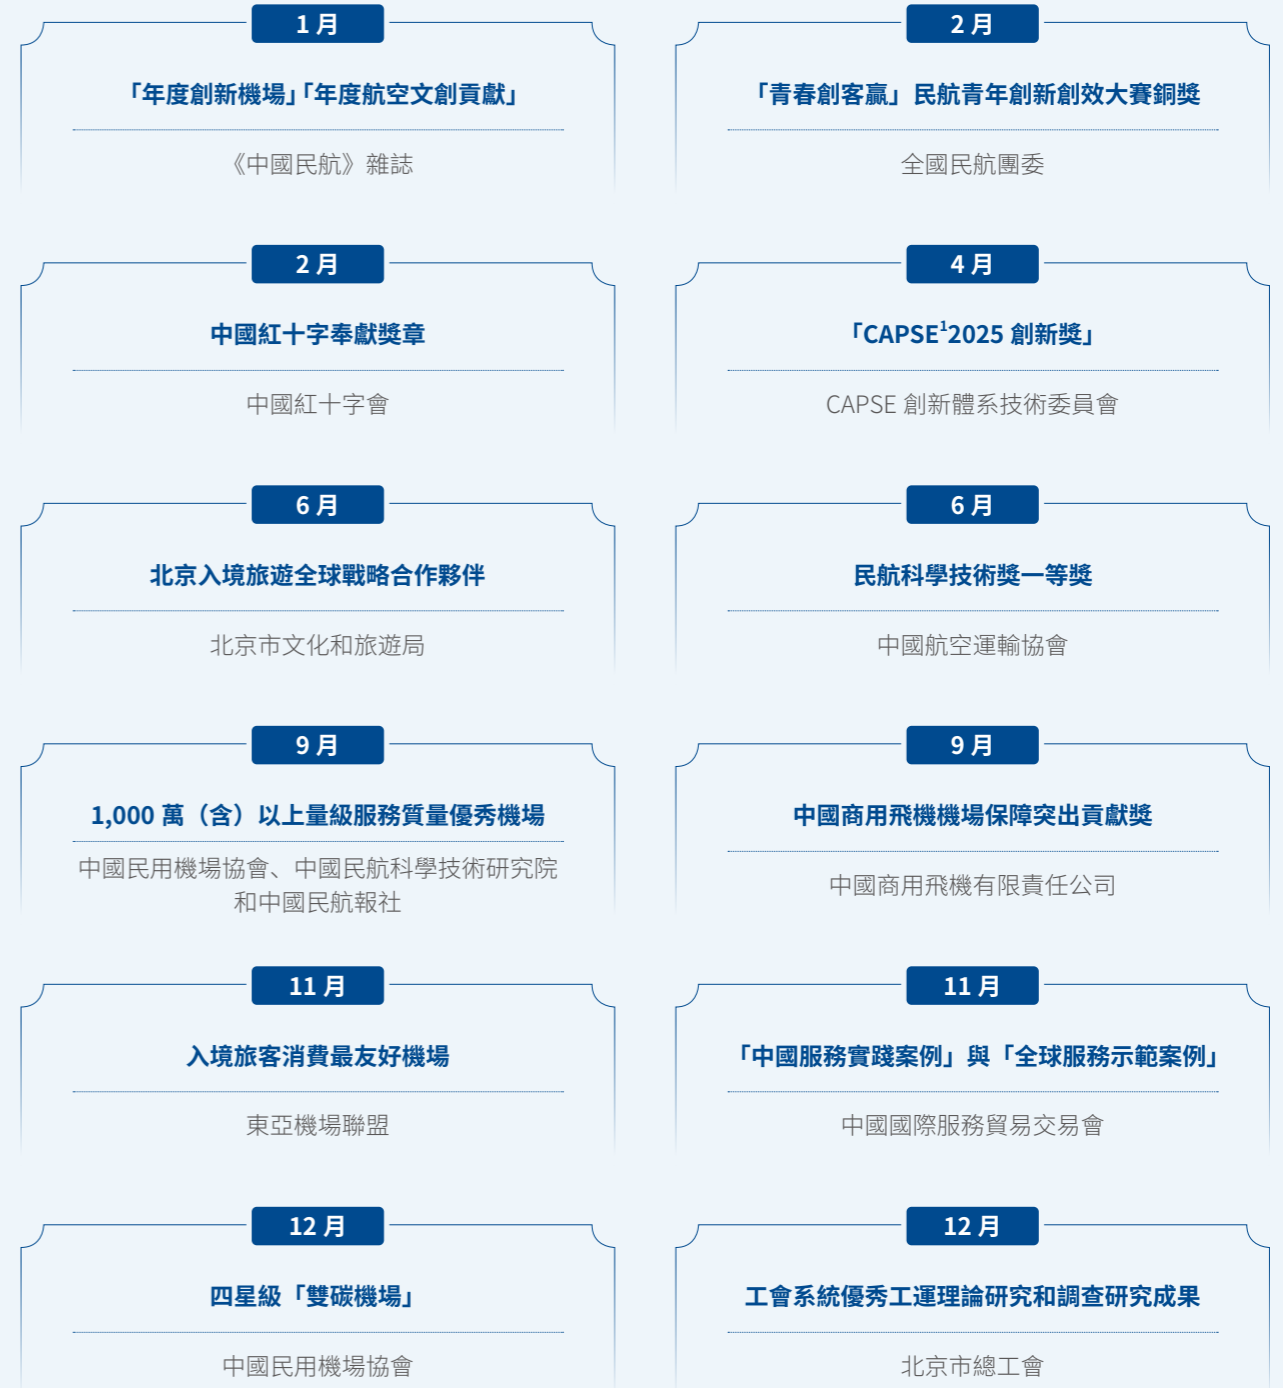 1 月
「年度創新機場」「年度航空文創貢獻」
《中國民航》雜誌
2 月
「青春創客贏」民航青年創新創效大賽銅獎
全國民航團委
2 月
中國紅十字奉獻獎章
中國紅十字會
4 月
「CAPSE¹2025 創新獎」
CAPSE 創新體系技術委員會
6 月
北京入境旅遊全球戰略合作夥伴
北京市文化和旅遊局
6 月
民航科學技術獎一等獎
中國航空運輸協會
9 月
1,000 萬（含）以上量級服務質量優秀機場
中國民用機場協會、中國民航科學技術研究院
和中國民航報社
9 月
中國商用飛機機場保障突出貢獻獎
中國商用飛機有限責任公司
11 月
入境旅客消費最友好機場
東亞機場聯盟
11 月
「中國服務實踐案例」與「全球服務示範案例」
中國國際服務貿易交易會
12 月
四星級「雙碳機場」
中國民用機場協會
12 月
工會系統優秀工運理論研究和調查研究成果
北京市總工會